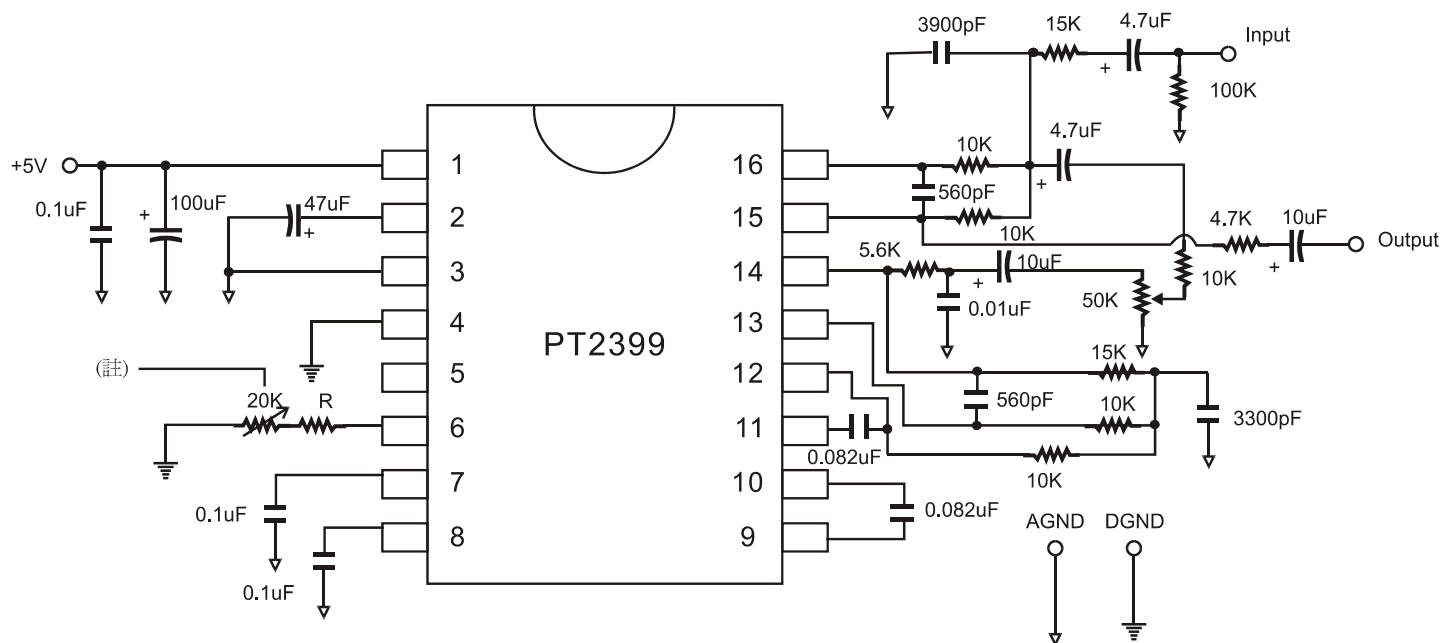 3900pF
15K
4.7uF
Input
100K
+5V
0.1uF
+
100uF
47uF
+
1
2
3
4
5
6
7
8
PT2399
16
15
14
13
12
11
10
9
10K
4.7uF
+
+
560pF
10K
4.7K
10uF
Output
+
5.6K
10uF
+
0.01uF
50K
10K
15K
560pF
10K
3300pF
0.082uF
10K
0.082uF
(註)
20K
R
0.1uF
0.1uF
AGND
DGND